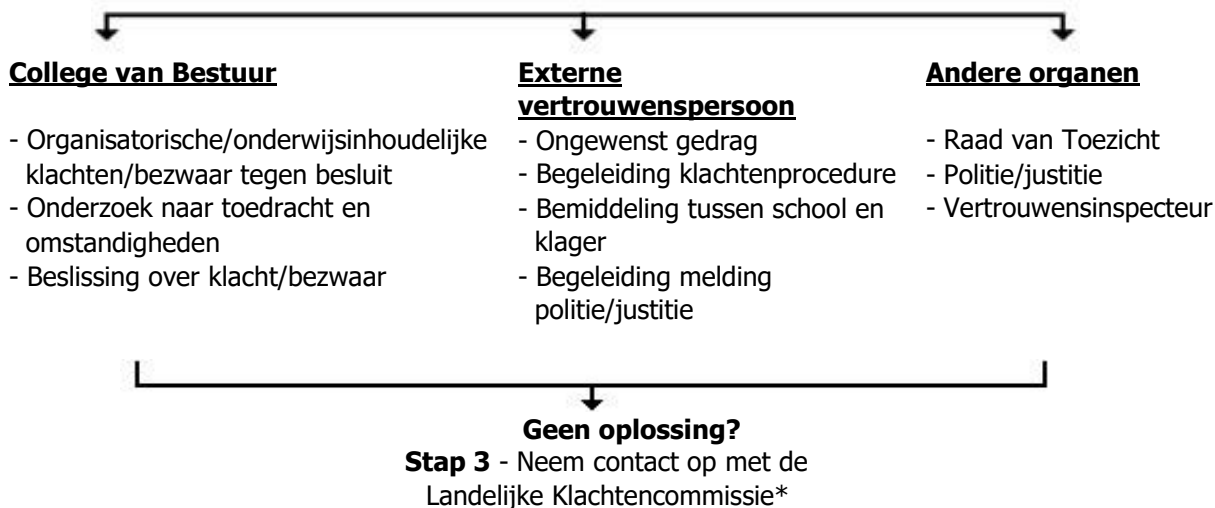 College van Bestuur
- Organisatorische/onderwijsinhoudelijke
klachten/bezwaar tegen besluit
- Onderzoek naar toedracht en
omstandigheden
- Beslissing over klacht/bezwaar
Externe
vertrouwenspersoon
- Ongewenst gedrag
- Begeleiding klachtenprocedure
- Bemiddeling tussen school en
klager
- Begeleiding melding
politie/justitie
Andere organen
- Raad van Toezicht
- Politie/justitie
- Vertrouwensinspecteur
Geen oplossing?
Stap 3 - Neem contact op met de
Landelijke Klachtencommissie*